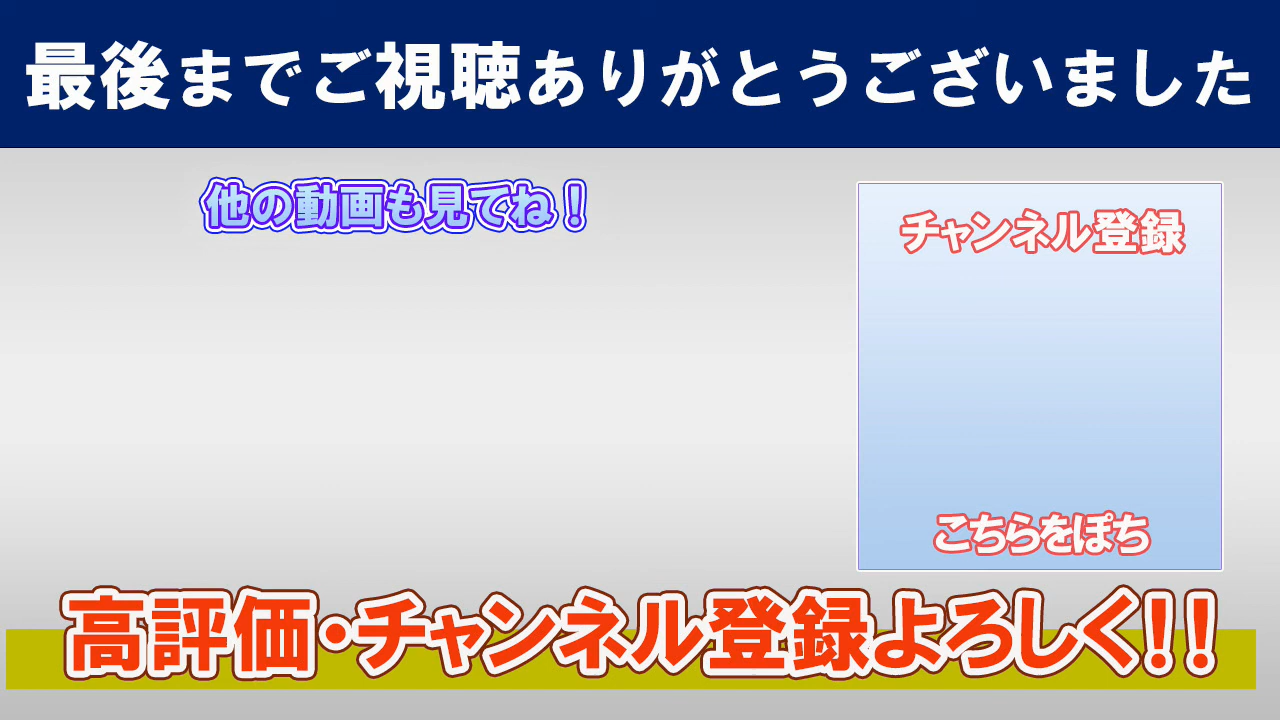 最後までご視聴ありがとうございました
他の動画も見てね！
チャンネル登録
こちらをぽち
高評価・チャンネル登録よろしく！！